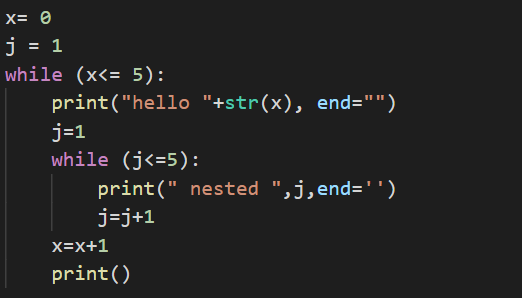 x= 0
j = 1
while (x<= 5):
    print("hello "+str(x), end="")
    j=1
    while (j<=5):
        print(" nested ",j,end='')
        j=j+1
    x=x+1
    print()